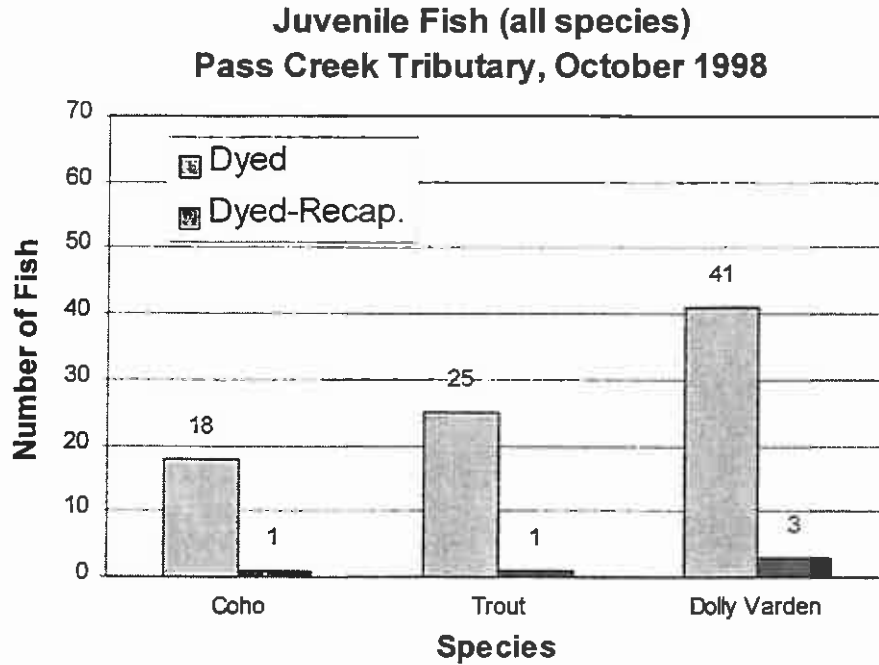 Juvenile Fish (all species)
Pass Creek Tributary, October 1998
Number of Fish
70
60
50
40
30
20
10
0
Dyed
Dyed-Recap.
18
1
25
1
41
3
Coho
Trout
Dolly Varden
Species